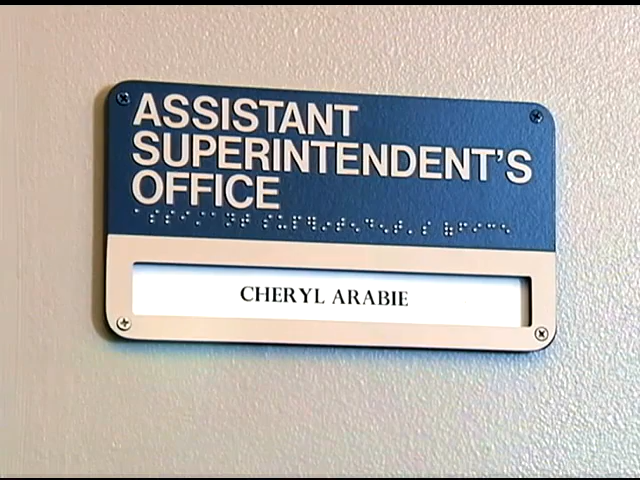 ASSISTANT
SUPERINTENDENT'S
OFFICE
CHERYL ARABIE